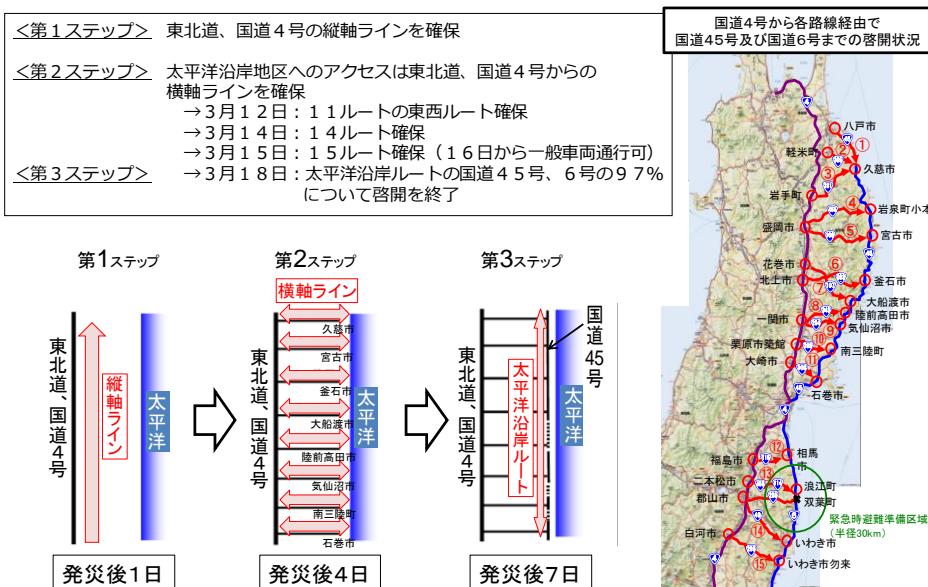 <第１ステップ> 東北道、国道４号の縦軸ラインを確保
<第２ステップ> 太平洋沿岸地区へのアクセスは東北道、国道４号からの
横軸ラインを確保
→３月１２日：１１ルートの東西ルート確保
→３月１４日：１４ルート確保
→３月１５日：１５ルート確保（１６日から一般車両通行可）
<第３ステップ> →３月１８日：太平洋沿岸ルートの国道４５号、６号の９７％
について啓開を終了
第1ステップ
東北道、国道４号
縦軸ライン
太平洋
発災後１日
第2ステップ
横軸ライン
東北道、国道４号
久慈市
宮古市
釜石市
大船渡市
陸前高田市
気仙沼市
南三陸町
石巻市
太平洋
発災後４日
第3ステップ
国道45号
東北道、国道４号
太平洋沿岸ルート
太平洋
発災後７日
国道４号から各路線経由で
国道４５号及び国道６号までの啓開状況
八戸市
①
軽米町
②
久慈市
③
岩手町
④
岩泉町小本
盛岡市
⑤
宮古市
花巻市
⑥
北上市
⑦
釜石市
大船渡市
⑧
陸前高田市
一関市
⑨
気仙沼市
栗原市築館
⑩
南三陸町
大崎市
⑪
石巻市
⑫
相馬
市
福島市
⑬
二本松市
浪江町
郡山市
双葉町
緊急時避難準備区域
（半径30km）
⑭
白河市
いわき市
⑮
いわき市勿来